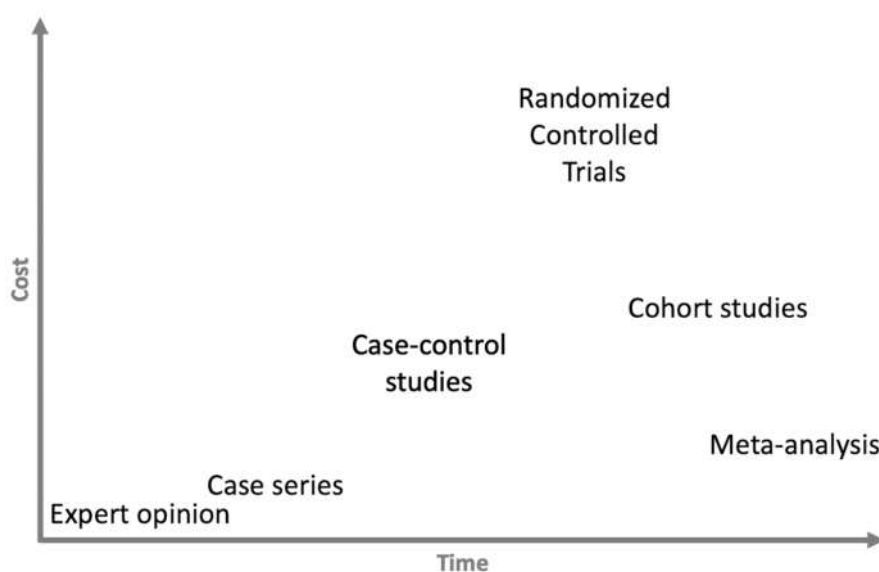 Randomized
Controlled
Trials
Cost
Cohort studies
Case-control
studies
Meta-analysis
Case series
Expert opinion
Time